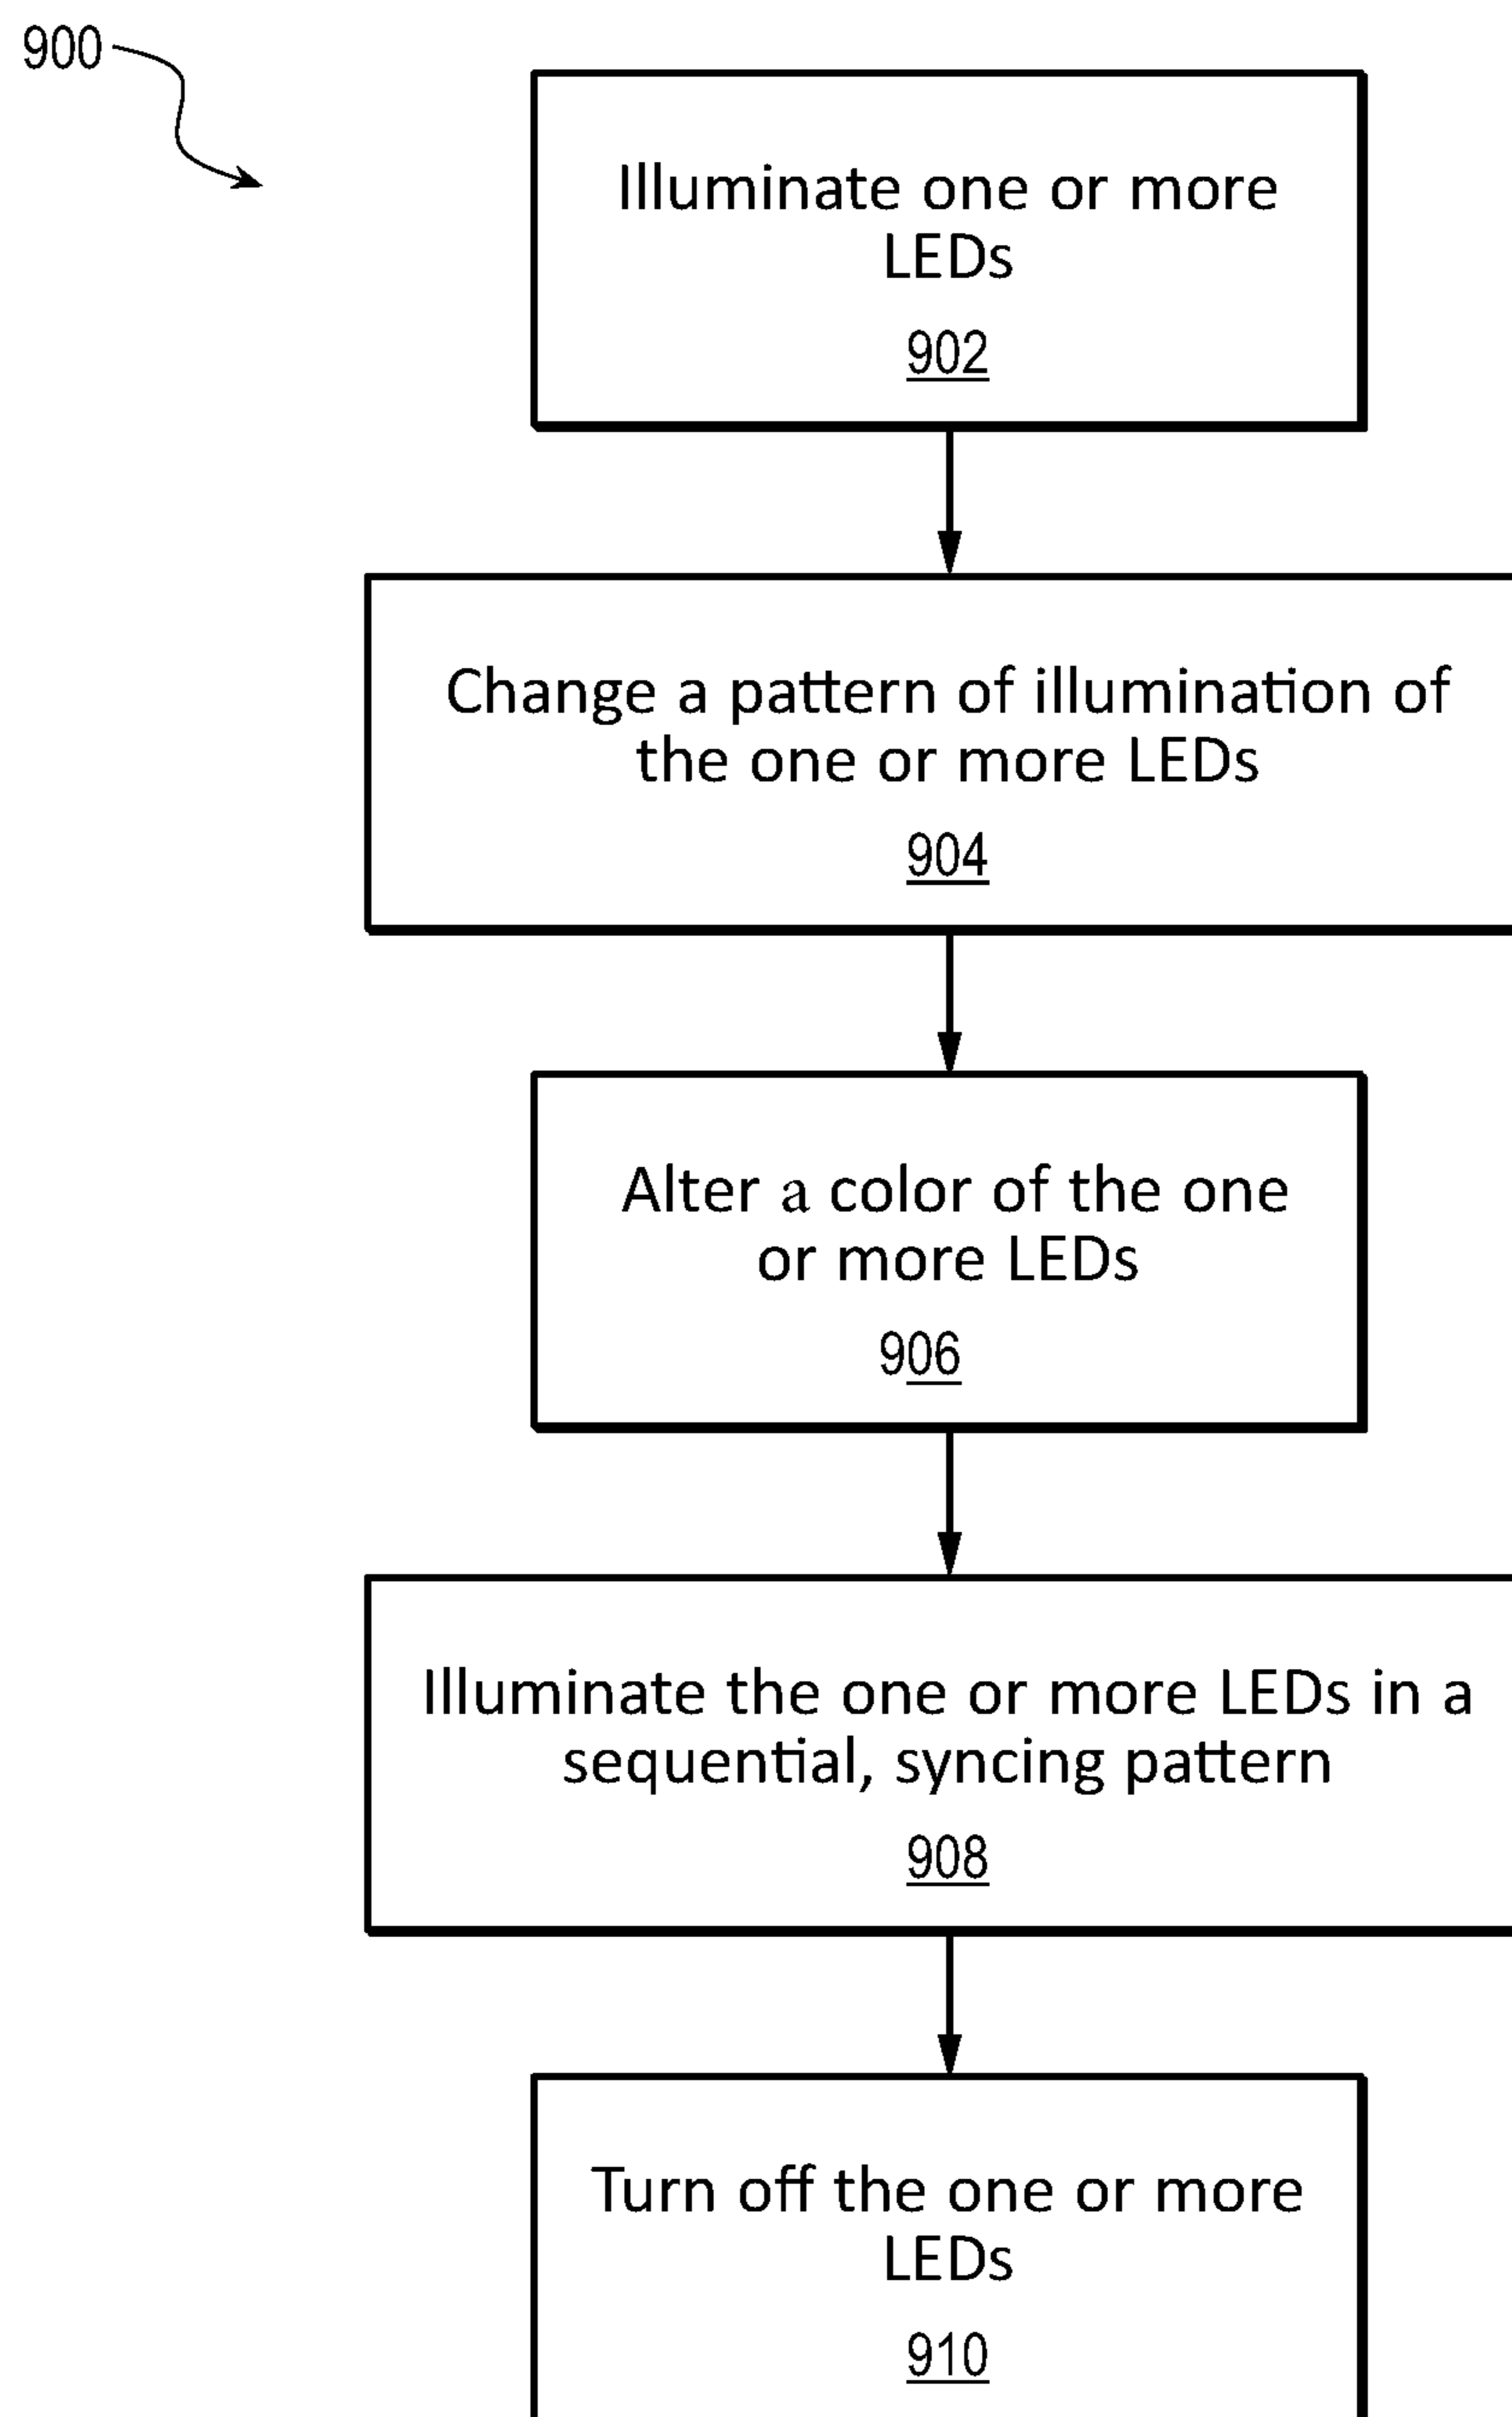 900
Illuminate one or more
LEDs
902
Change a pattern of illumination of
the one or more LEDs
904
Alter a color of the one
or more LEDs
906
Illuminate the one or more LEDs in a
sequential, syncing pattern
908
Turn off the one or more
LEDs
910